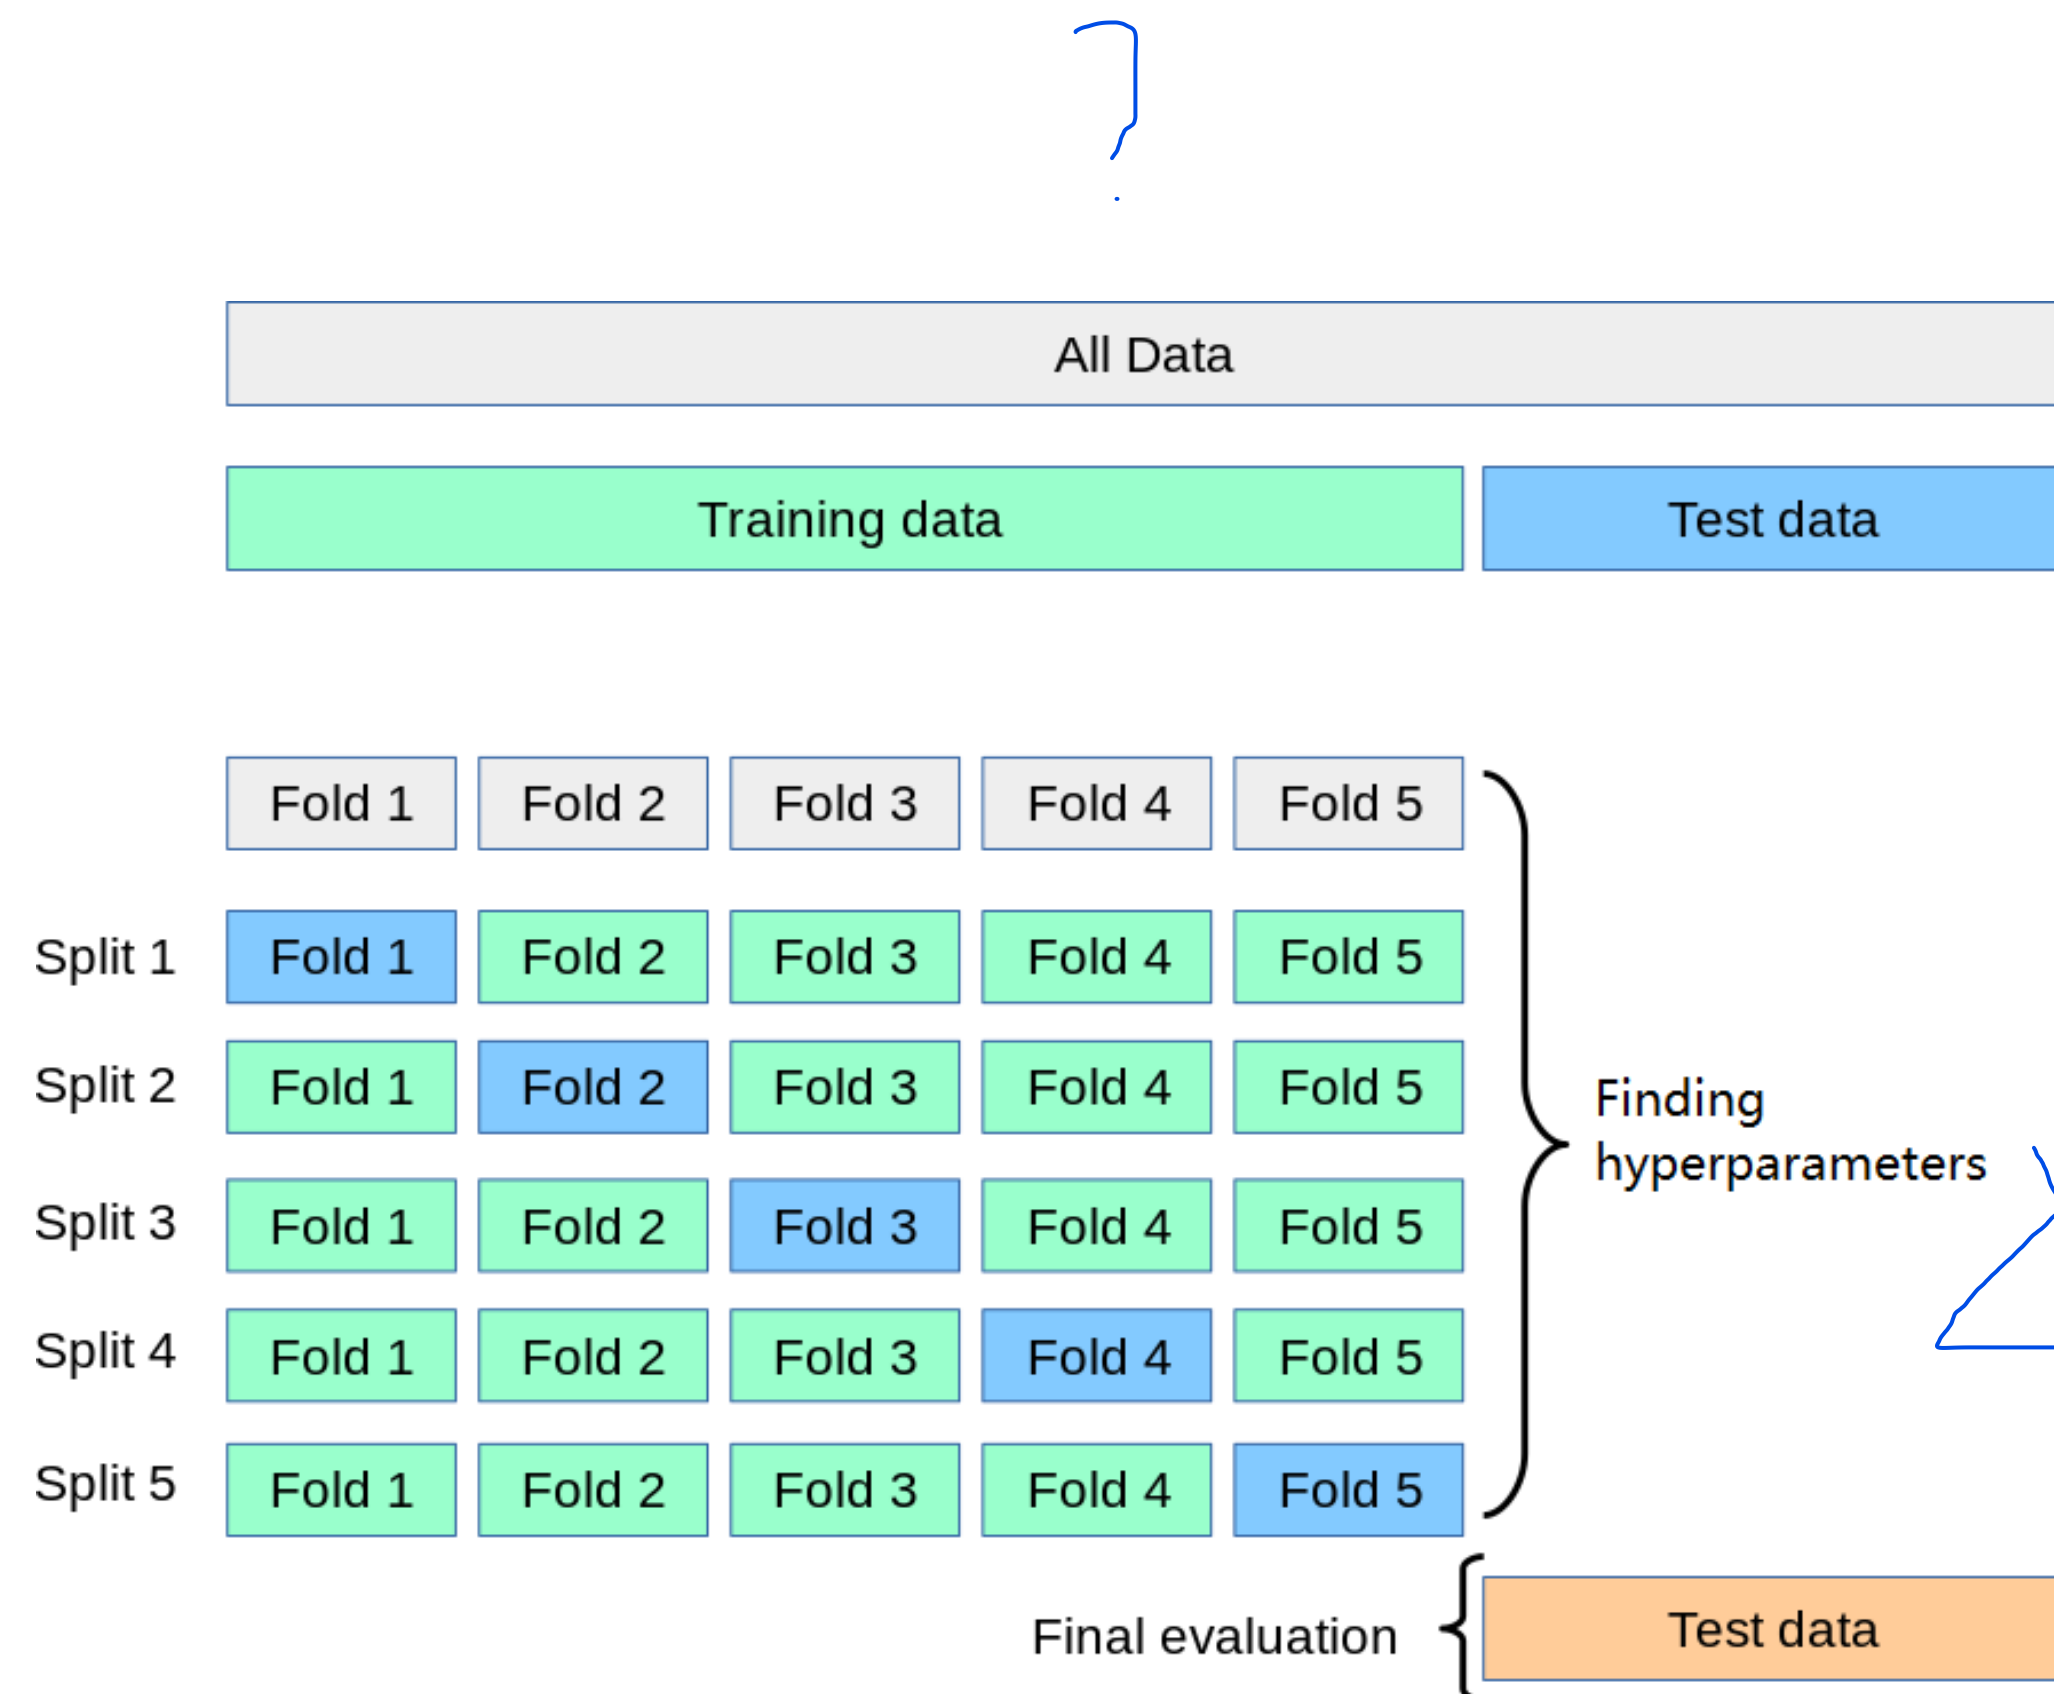 ?
All Data
Training data Test data
Fold 1 Fold 2 Fold 3 Fold 4 Fold 5
Split 1 Fold 1 Fold 2 Fold 3 Fold 4 Fold 5
Split 2 Fold 1 Fold 2 Fold 3 Fold 4 Fold 5
Split 3 Fold 1 Fold 2 Fold 3 Fold 4 Fold 5
Split 4 Fold 1 Fold 2 Fold 3 Fold 4 Fold 5
Split 5 Fold 1 Fold 2 Fold 3 Fold 4 Fold 5
Finding
hyperparameters
Final evaluation Test data